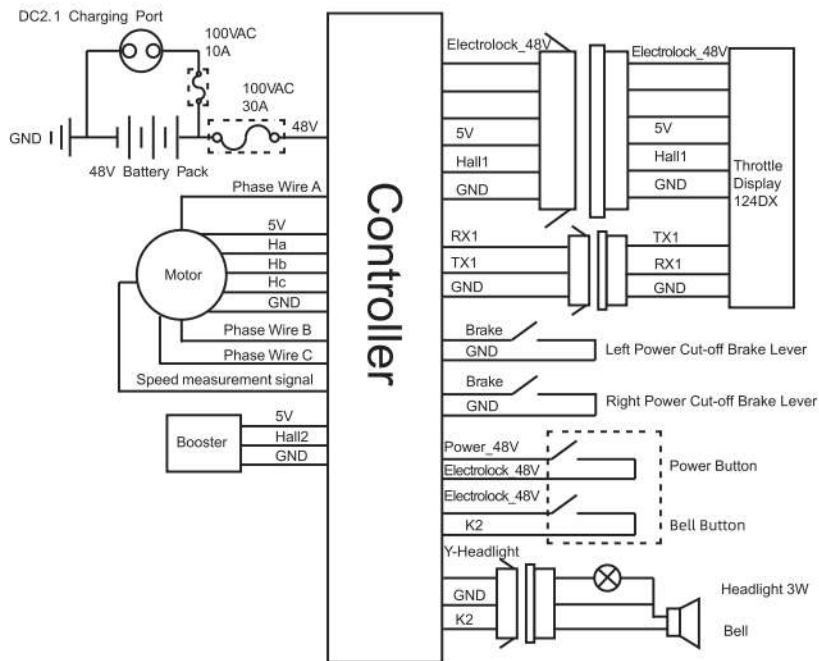 DC2.1 Charging Port
100VAC
10A
100VAC
30A
GND
48V
48V Battery Pack
Phase Wire A
5V
Ha
Hb
Hc
GND
Motor
Phase Wire B
Phase Wire C
Speed measurement signal
Booster
5V
Hall2
GND
Controller
Electrolock_48V
5V
Hall1
GND
Electrolock_48V
5V
Hall1
GND
Throttle
Display
124DX
RX1
TX1
GND
TX1
RX1
GND
Brake
GND
Left Power Cut-off Brake Lever
Brake
GND
Right Power Cut-off Brake Lever
Power_48V
Electrolock_48V
Power Button
Electrolock_48V
K2
Bell Button
Y-Headlight
GND
K2
Headlight 3W
Bell